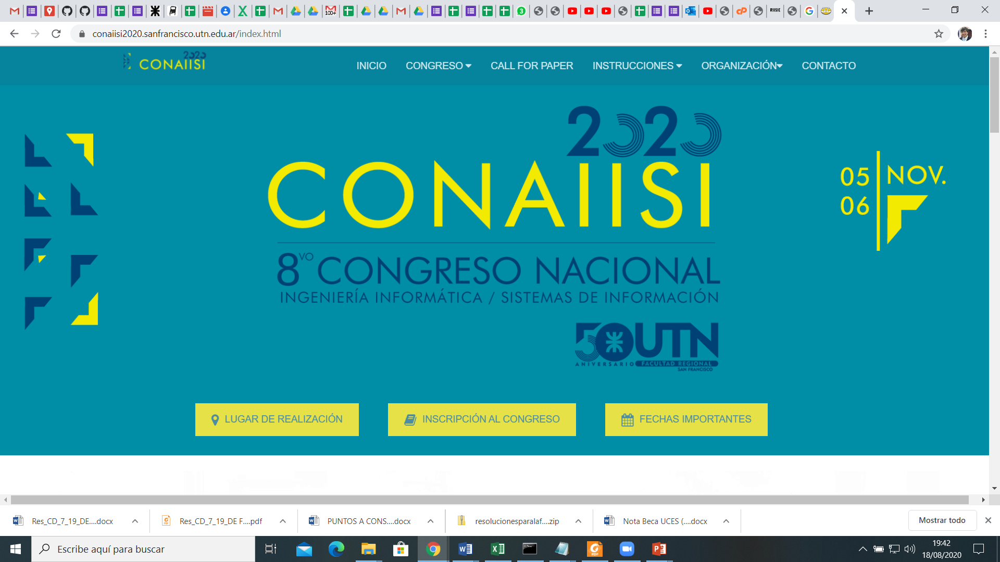 100+
3
RIISIC
conaiisi2020.sanfrancisco.utn.edu.ar/index.html
2020
CONAIISI
INICIO
CONGRESO
CALL FOR PAPER
INSTRUCCIONES
ORGANIZACIÓN
CONTACTO
2020
CONAIISI
8VO CONGRESO NACIONAL
INGENIERÍA INFORMÁTICA / SISTEMAS DE INFORMACIÓN
05 NOV.
06
50 UTN
ANIVERSARIO FACULTAD REGIONAL
SAN FRANCISCO
LUGAR DE REALIZACIÓN
INSCRIPCIÓN AL CONGRESO
FECHAS IMPORTANTES
Res_CD_7_19_DE....docx
Res_CD_7_19_DE F....pdf
PUNTOS A CONS....docx
resolucionesparalaf....zip
Nota Beca UCES (....docx
Mostrar todo
Escribe aquí para buscar
19:42
18/08/2020